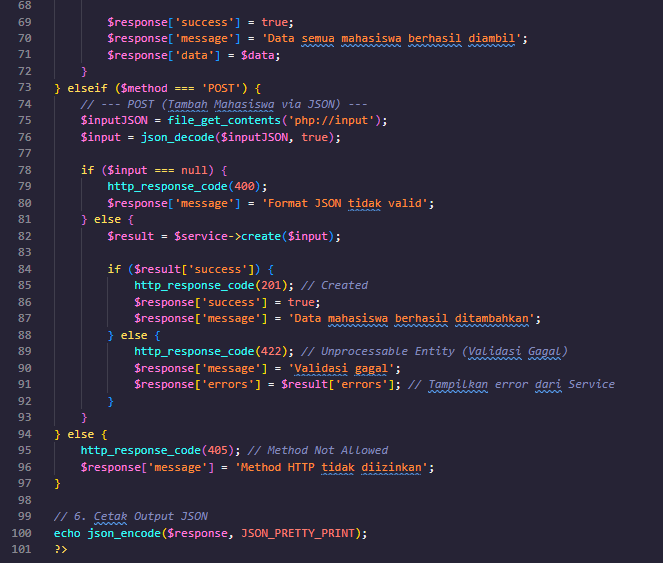 68
69 $response['success'] = true;
70 $response['message'] = 'Data semua mahasiswa berhasil diambil';
71 $response['data'] = $data;
72 }
73 } elseif ($method === 'POST') {
74 // --- POST (Tambah Mahasiswa via JSON) ---
75 $inputJSON = file_get_contents('php://input');
76 $input = json_decode($inputJSON, true);
77
78 if ($input === null) {
79 http_response_code(400);
80 $response['message'] = 'Format JSON tidak valid';
81 } else {
82 $result = $service->create($input);
83
84 if ($result['success']) {
85 http_response_code(201); // Created
86 $response['success'] = true;
87 $response['message'] = 'Data mahasiswa berhasil ditambahkan';
88 } else {
89 http_response_code(422); // Unprocessable Entity (Validasi Gagal)
90 $response['message'] = 'Validasi gagal';
91 $response['errors'] = $result['errors']; // Tampilkan error dari Service
92 }
93 }
94 } else {
95 http_response_code(405); // Method Not Allowed
96 $response['message'] = 'Method HTTP tidak diizinkan';
97 }
98
99 // 6. Cetak Output JSON
100 echo json_encode($response, JSON_PRETTY_PRINT);
101 ?>